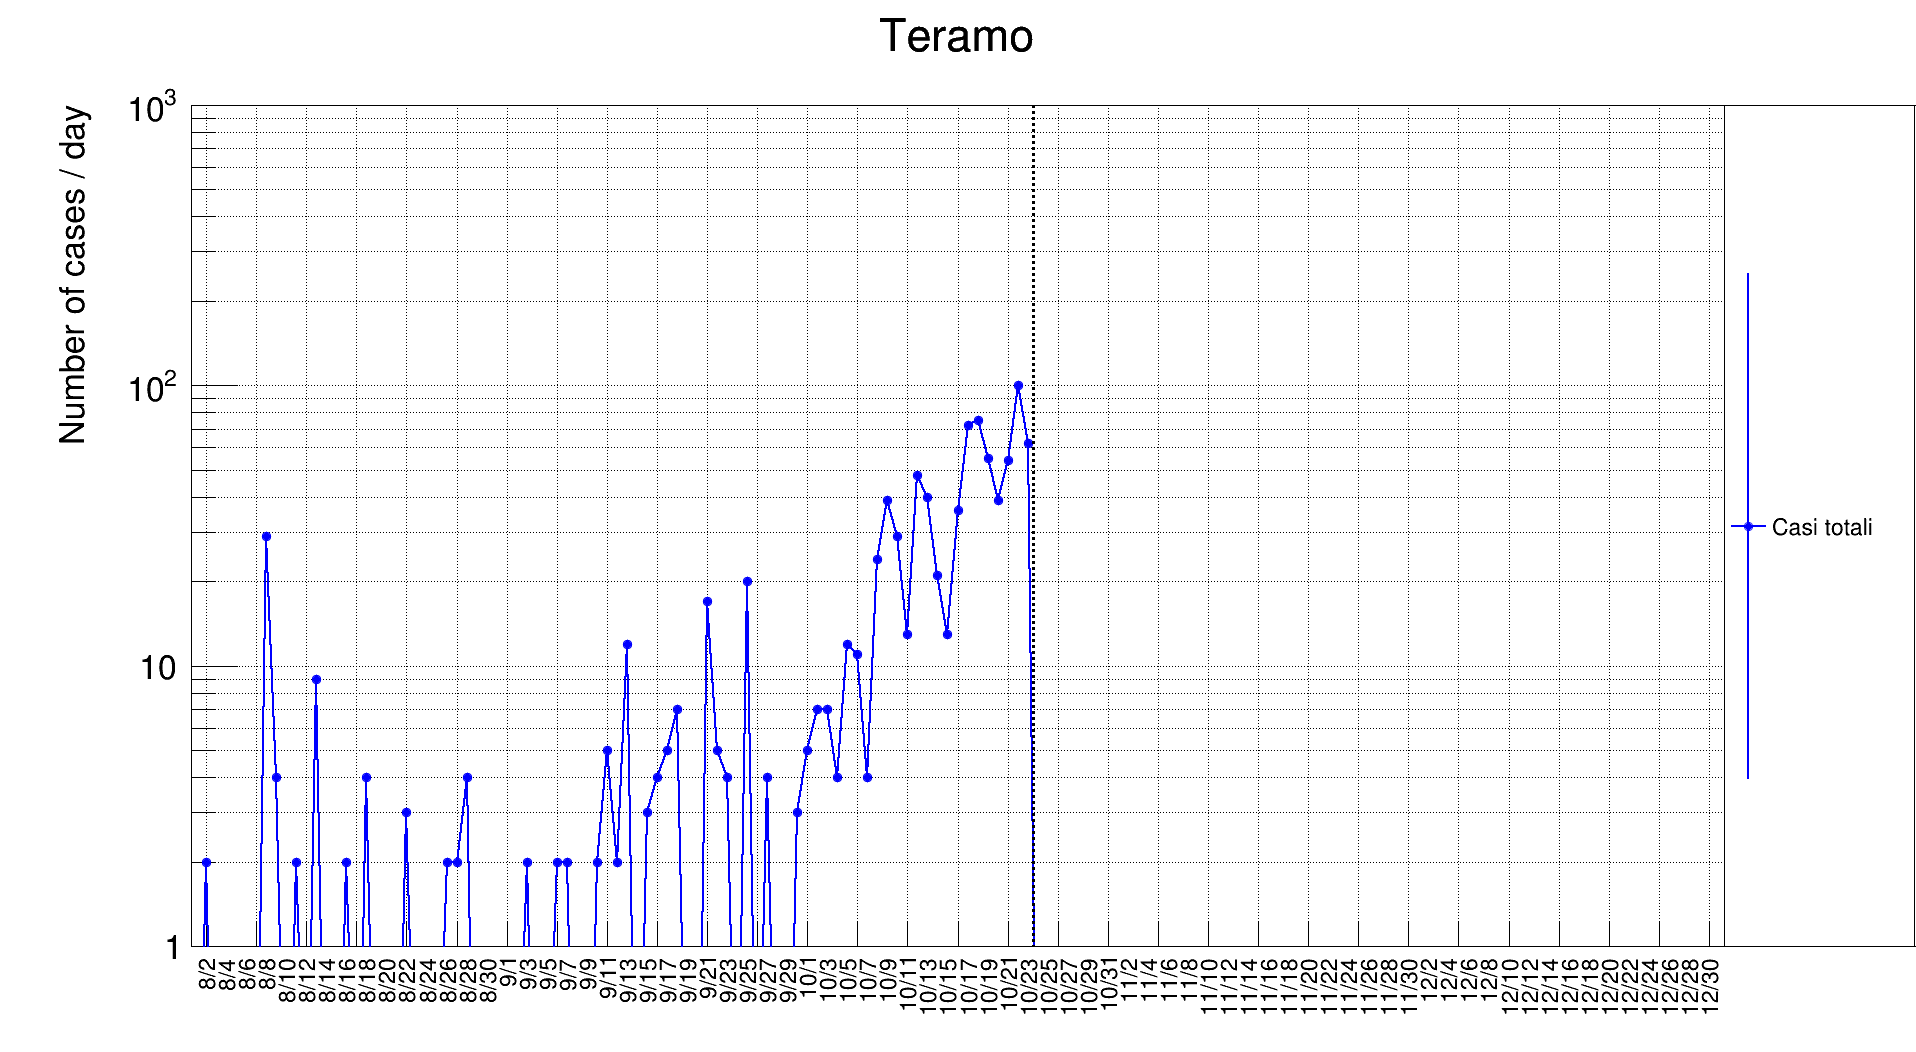 Teramo
Number of cases / day
10³
10²
10
1
8/2 8/4 8/6 8/8 8/10 8/12 8/14 8/16 8/18 8/20 8/22 8/24 8/26 8/28 8/30 9/1 9/3 9/5 9/7 9/9 9/11 9/13 9/15 9/17 9/19 9/21 9/23 9/25 9/27 9/29 10/1 10/3 10/5 10/7 10/9 10/11 10/13 10/15 10/17 10/19 10/21 10/23 10/25 10/27 10/29 10/31 11/2 11/4 11/6 11/8 11/10 11/12 11/14 11/16 11/18 11/20 11/22 11/24 11/26 11/28 11/30 12/2 12/4 12/6 12/8 12/10 12/12 12/14 12/16 12/18 12/20 12/22 12/24 12/26 12/28 12/30
Casi totali